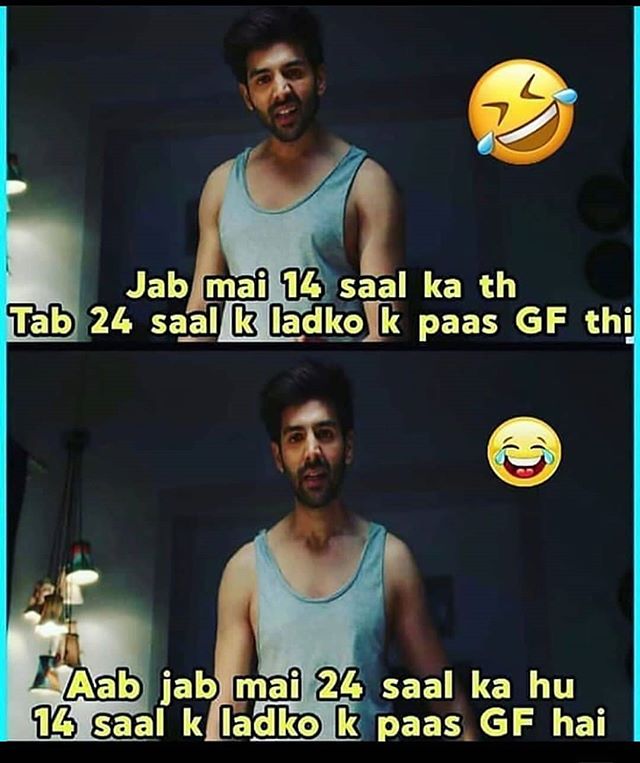 Jab mai 14 saal ka th
Tab 24 saal k ladko k paas GF thi
Aab jab mai 24 saal ka hu
14 saal k ladko k paas GF hai